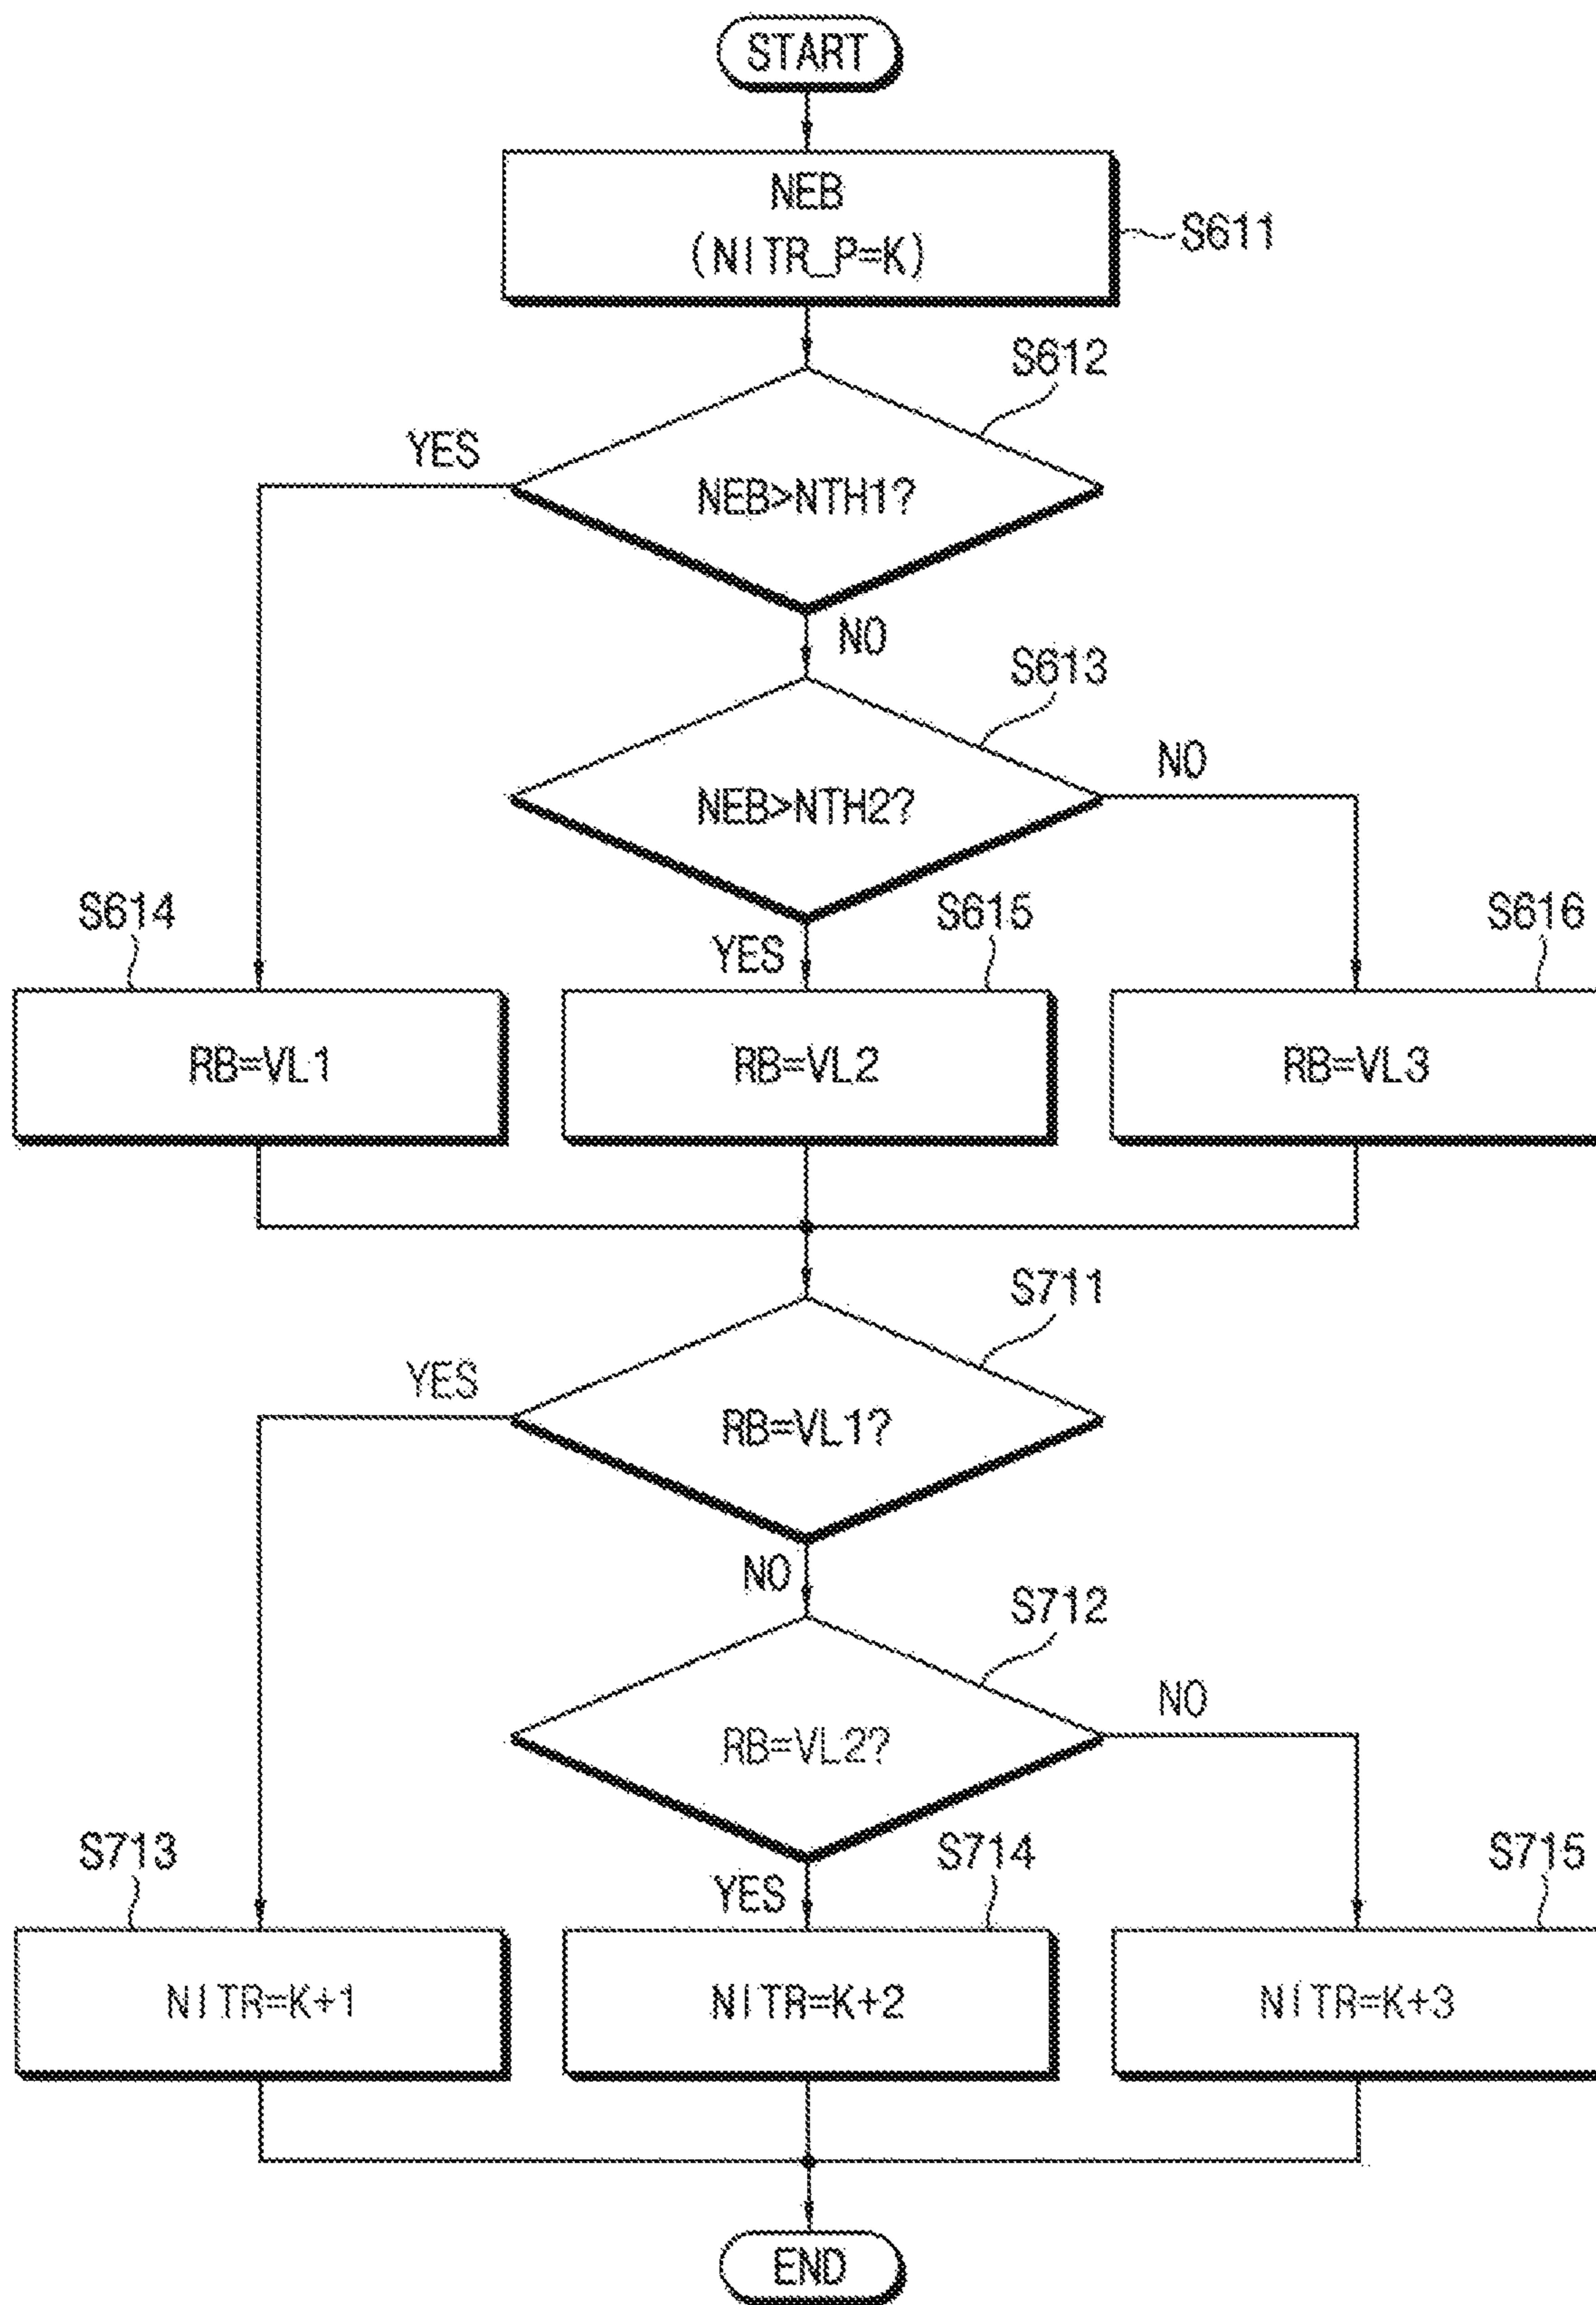 START
NEB
(NITR_P=K)
S611
S612
YES
NEB>NTH1?
NO
S613
NO
NEB>NTH2?
S614
S615
S616
YES
RB=VL1
RB=VL2
RB=VL3
S711
YES
RB=VL1?
NO
S712
NO
RB=VL2?
S713
S714
S715
YES
NITR=K+1
NITR=K+2
NITR=K+3
END